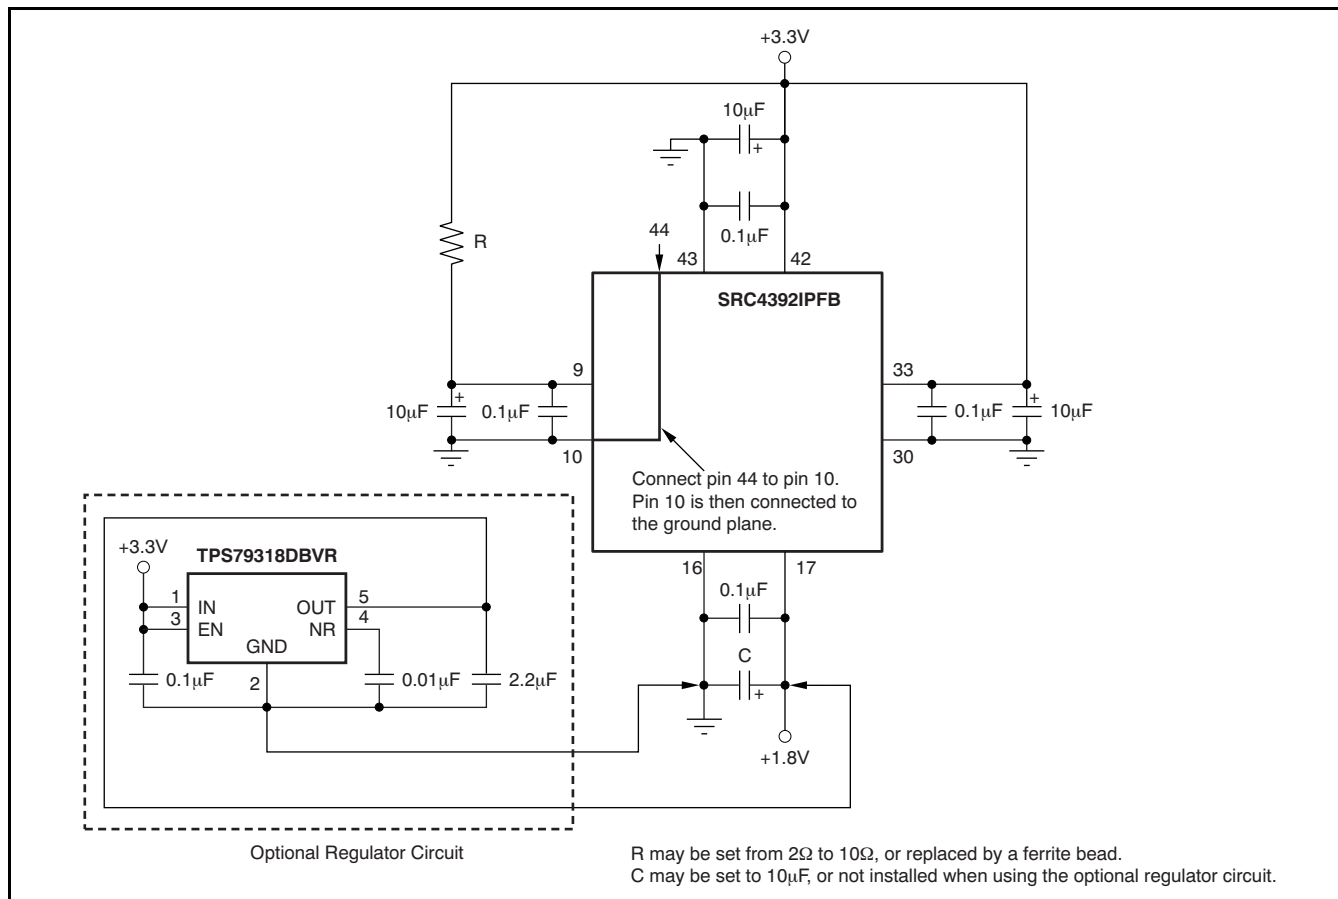 +3.3V
10μF
+
0.1μF
44
43
42
R
SRC4392IPFB
9
33
10μF
+
0.1μF
0.1μF
+
10μF
10
30
Connect pin 44 to pin 10.
Pin 10 is then connected to
the ground plane.
16
17
0.1μF
C
+
+1.8V
+3.3V
TPS79318DBVR
1
IN
OUT
5
3
EN
NR
4
GND
0.1μF
2
0.01μF
2.2μF
Optional Regulator Circuit
R may be set from 2Ω to 10Ω, or replaced by a ferrite bead.
C may be set to 10μF, or not installed when using the optional regulator circuit.